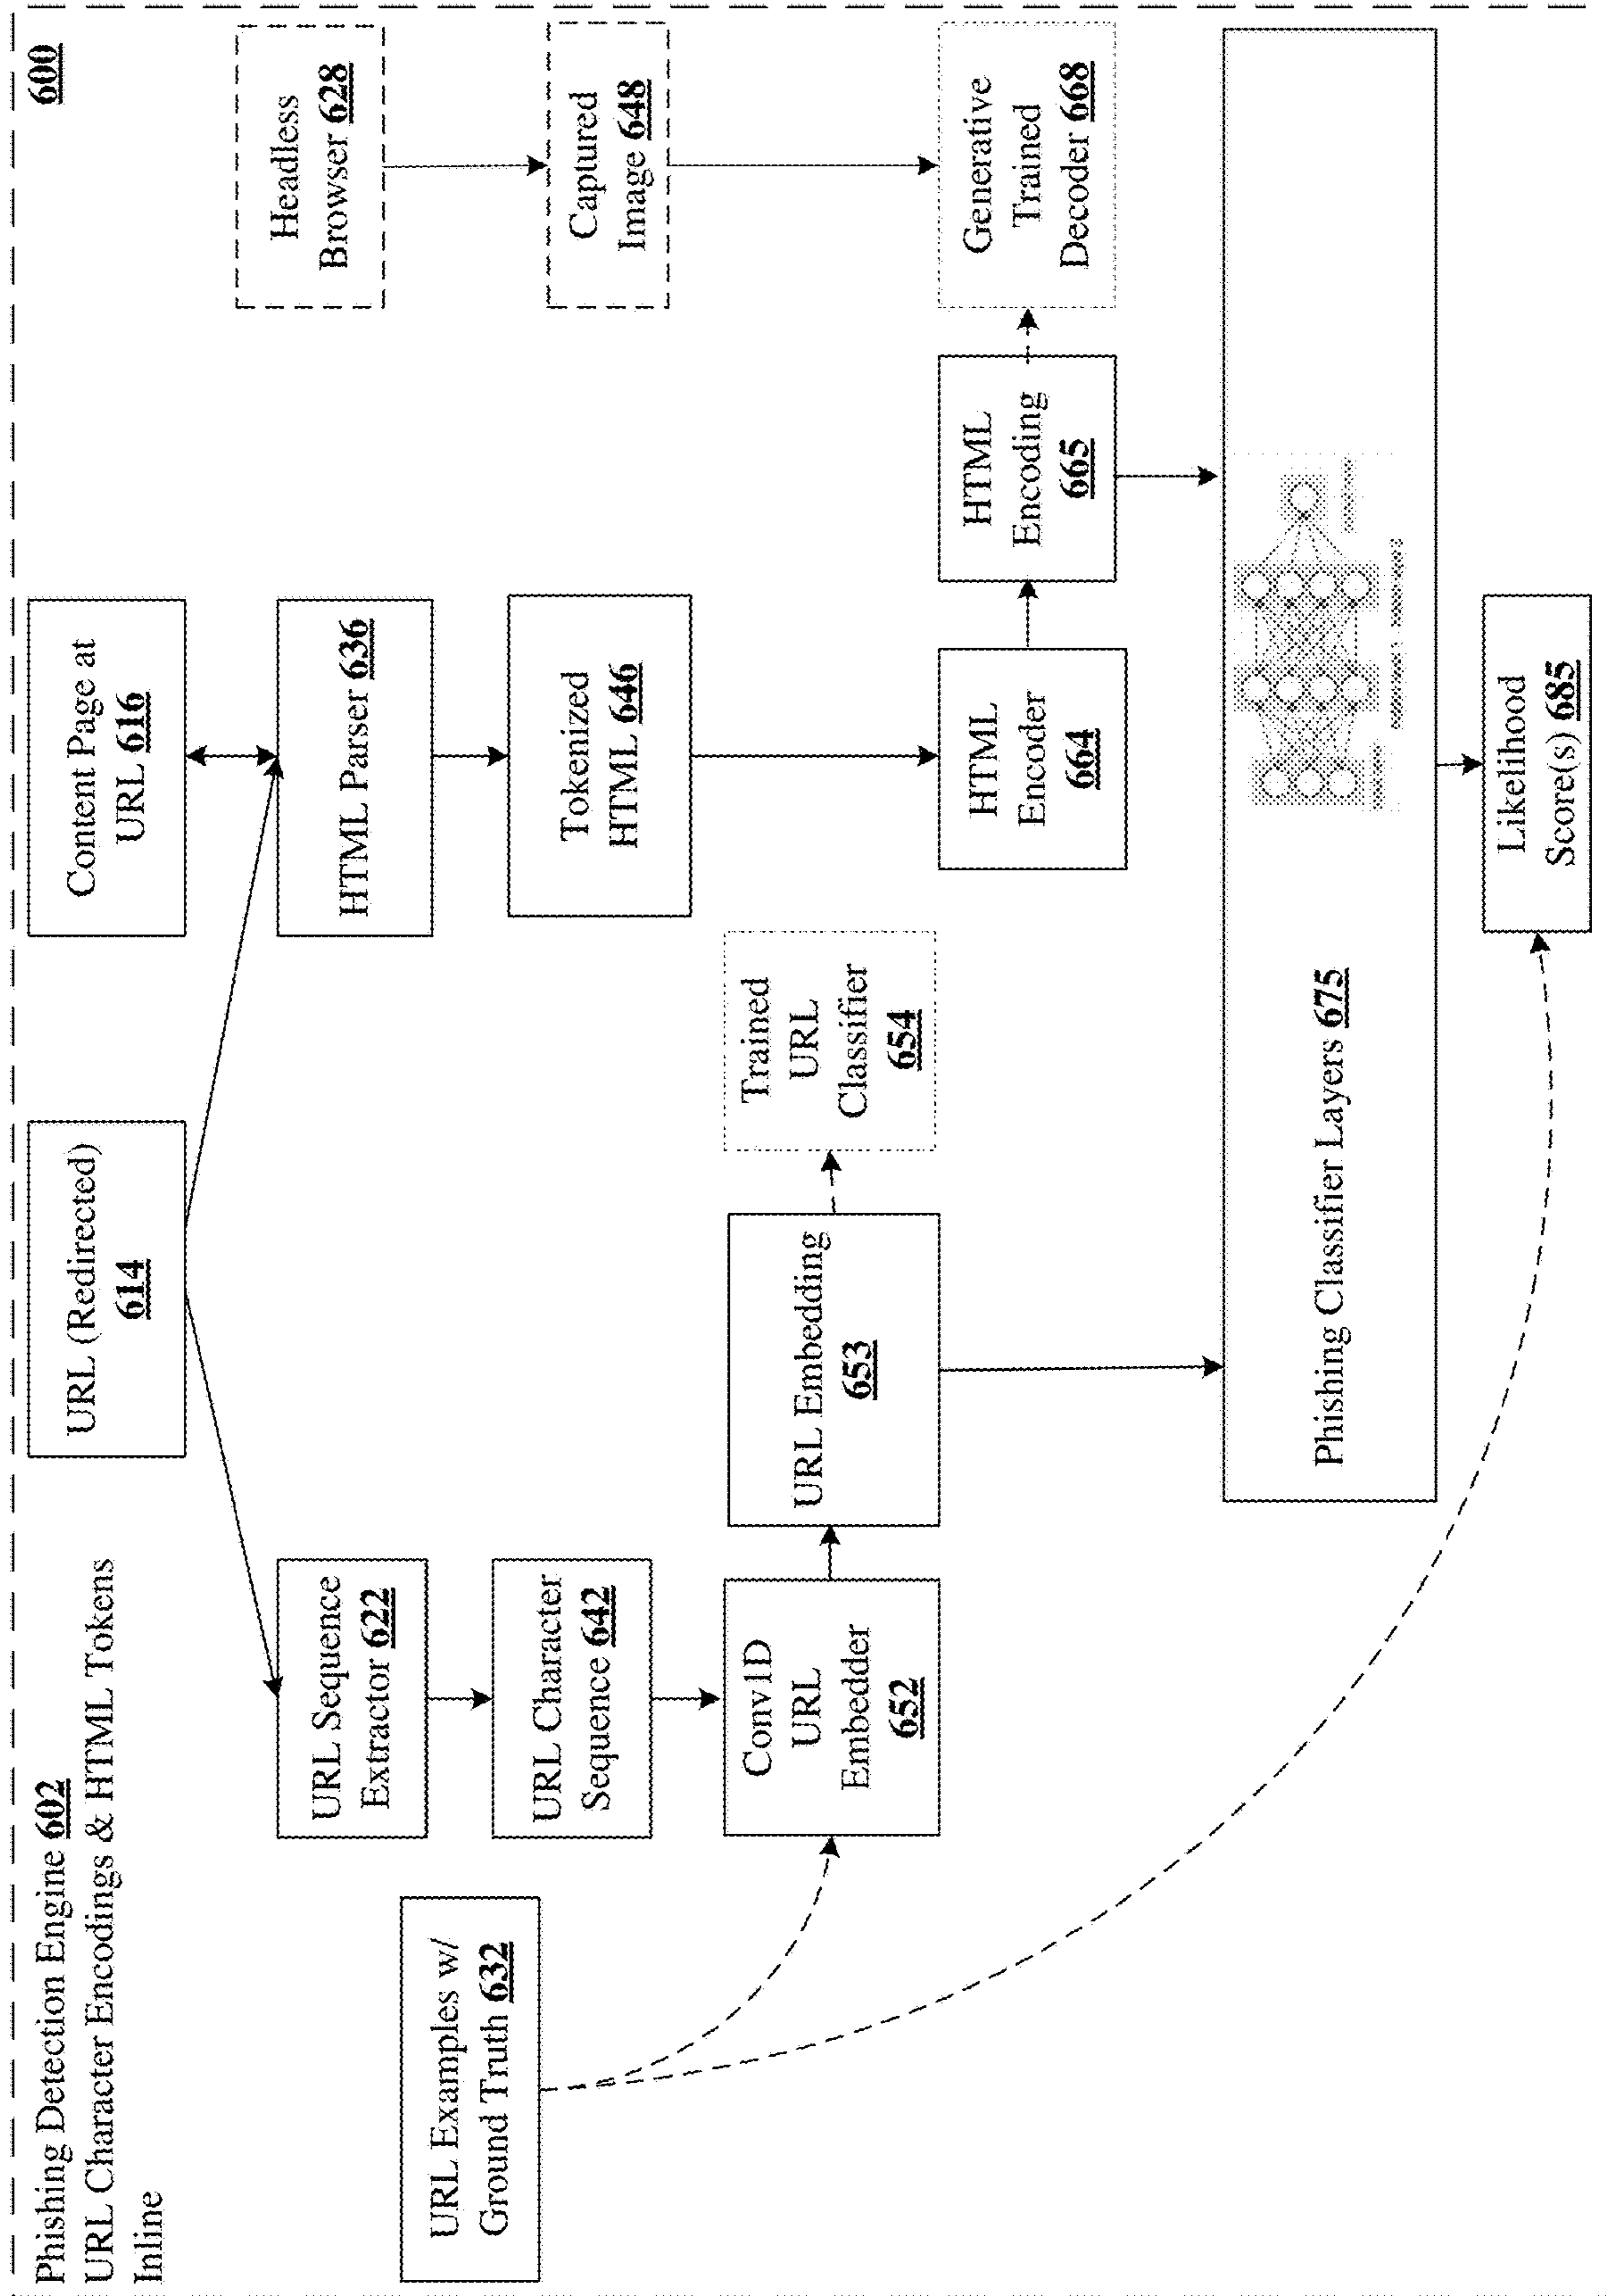 600
Phishing Detection Engine 602
URL Character Encodings & HTML Tokens
Inline
URL (Redirected)
614
Content Page at
URL 616
Headless
Browser 628
URL Sequence
Extractor 622
HTML Parser 636
URL Examples w/
Ground Truth 632
URL Character
Sequence 642
Tokenized
HTML 646
Captured
Image 648
Conv1D
URL
Embedder
652
URL Embedding
653
Trained
URL
Classifier
654
HTML
Encoder
664
HTML
Encoding
665
Generative
Trained
Decoder 668
Phishing Classifier Layers 675
Likelihood
Score(s) 685